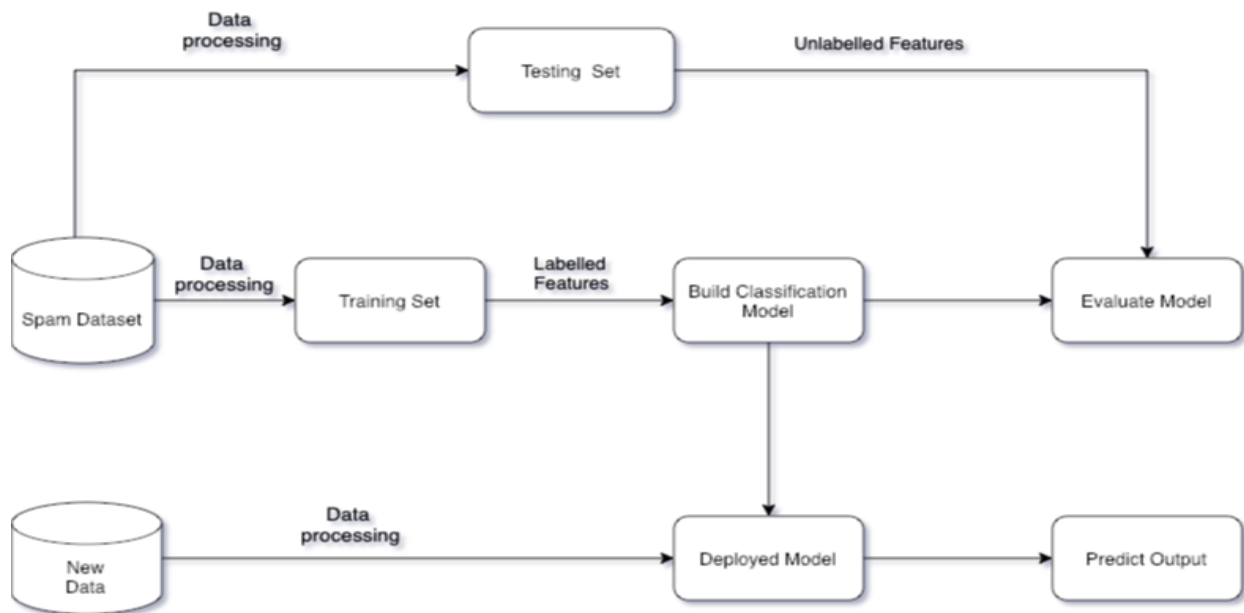 Data
processing
Testing Set
Unlabelled Features
Spam Dataset
Data
processing
Training Set
Labelled
Features
Build Classification
Model
Evaluate Model
New
Data
Data
processing
Deployed Model
Predict Output